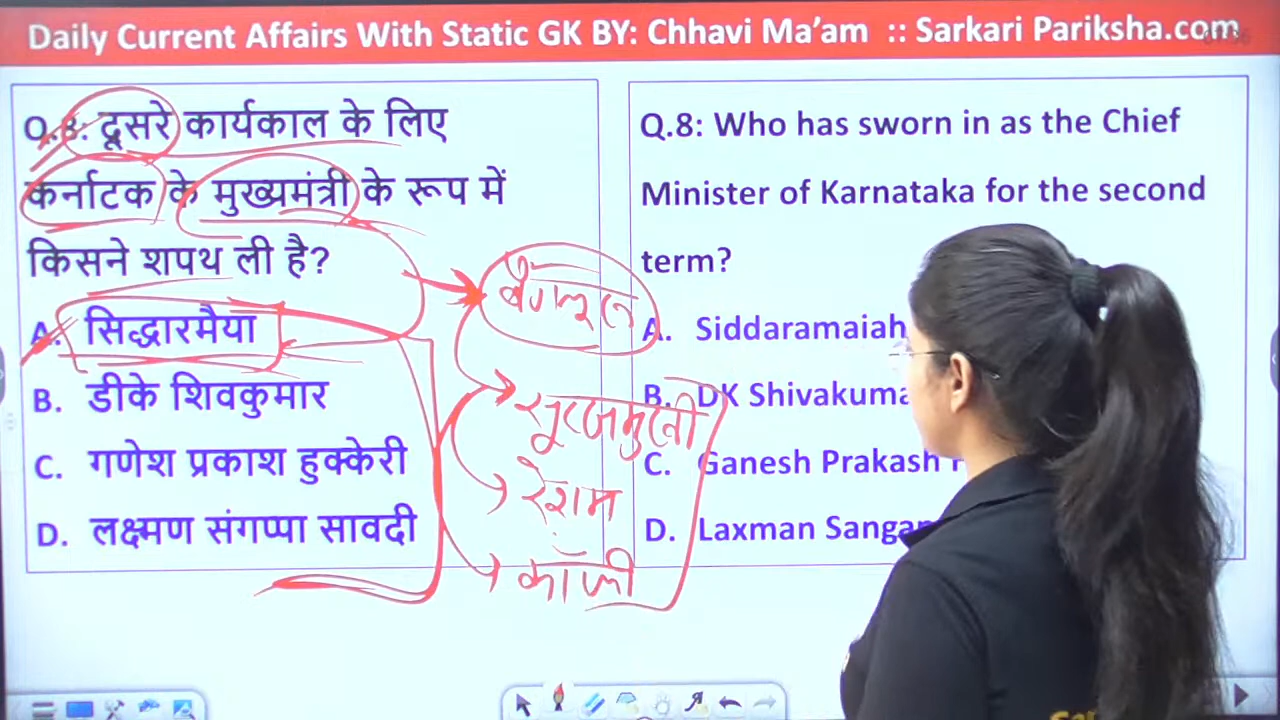 Daily Current Affairs With Static GK BY: Chhavi Ma’am :: Sarkari Pariksha.com
Q.8: दूसरे कार्यकाल के लिए
कर्नाटक के मुख्यमंत्री के रूप में
किसने शपथ ली है?
A. सिद्धारमैया
B. डीके शिवकुमार
C. गणेश प्रकाश हुक्केरी
D. लक्ष्मण संगप्पा सावदी
Q.8: Who has sworn in as the Chief
Minister of Karnataka for the second
term?
A. Siddaramaiah
B. DK Shivakuma
C. Ganesh Prakash
D. Laxman Sangap
सूरजमुखी
रेशम
कॉफी